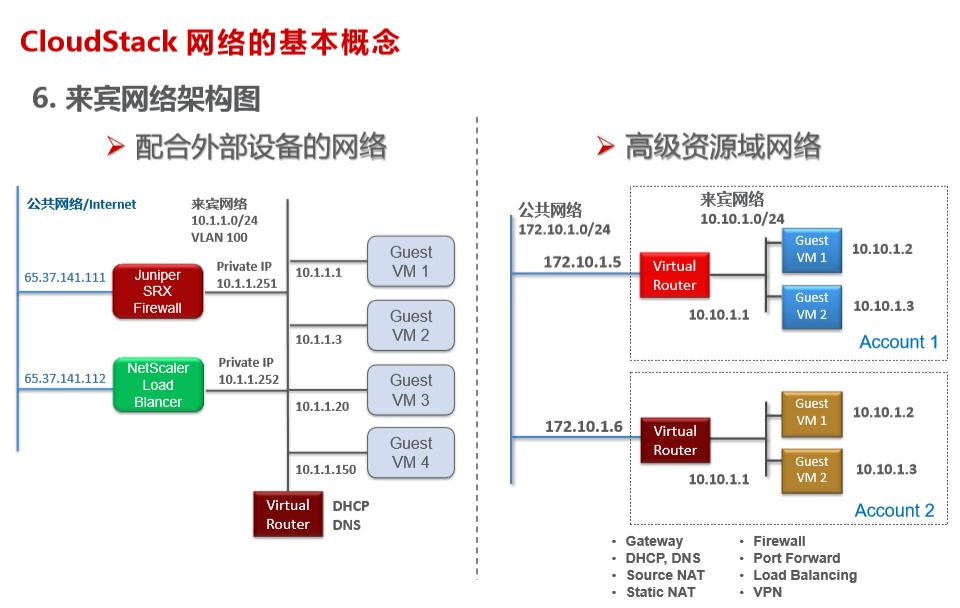 CloudStack 网络的基本概念
6. 来宾网络架构图
配合外部设备的网络
公共网络/Internet
来宾网络
10.1.1.0/24
VLAN 100
65.37.141.111
Juniper
SRX
Firewall
Private IP
10.1.1.251
10.1.1.1
Guest
VM 1
10.1.1.3
Guest
VM 2
65.37.141.112
NetScaler
Load
Blancer
Private IP
10.1.1.252
10.1.1.20
Guest
VM 3
10.1.1.150
Guest
VM 4
Virtual
Router
DHCP
DNS
高级资源域网络
公共网络
172.10.1.0/24
来宾网络
10.10.1.0/24
172.10.1.5
Virtual
Router
10.10.1.1
Guest
VM 1
10.10.1.2
Guest
VM 2
10.10.1.3
Account 1
172.10.1.6
Virtual
Router
10.10.1.1
Guest
VM 1
10.10.1.2
Guest
VM 2
10.10.1.3
Account 2
• Gateway
• DHCP, DNS
• Source NAT
• Static NAT
• Firewall
• Port Forward
• Load Balancing
• VPN